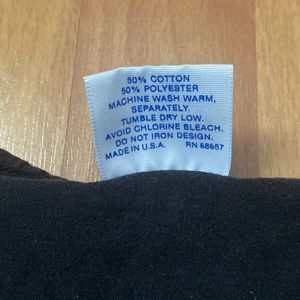 50% COTTON
50% POLYESTER
MACHINE WASH WARM,
SEPARATELY.
TUMBLE DRY LOW.
AVOID CHLORINE BLEACH.
DO NOT IRON DESIGN.
MADE IN U.S.A. RN 68657